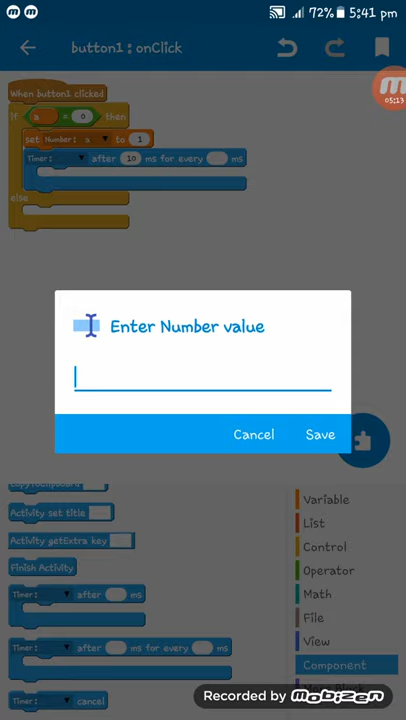 72% 5:41 pm
button1 : onClick
M
05:13
When button1 clicked
if a = 0 then
set Number: a to 1
Timer: after 10 ms for every ms
else
Enter Number value
Cancel Save
Activity set title
Activity getExtra key
Finish Activity
Timer: after ms
Timer: after ms for every ms
Timer: cancel
Variable
List
Control
Operator
Math
File
View
Component
Recorded by mobizen